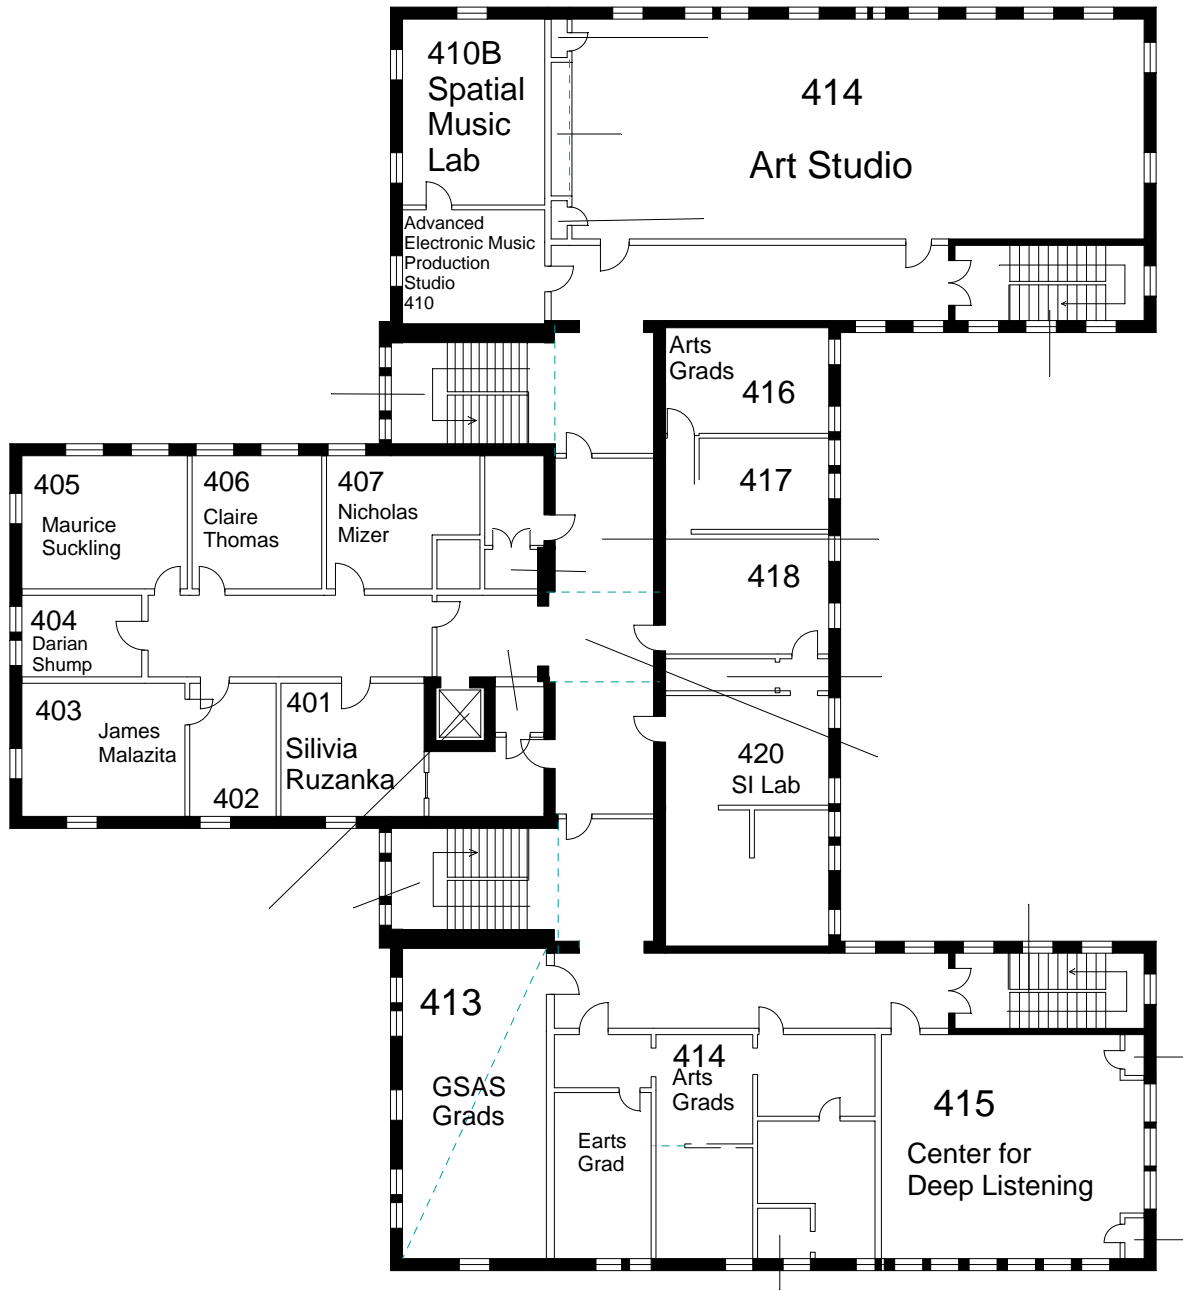 410B
Spatial
Music
Lab
414
Art Studio
Advanced
Electronic Music
Production
Studio
410
Arts
Grads
416
417
418
405
Maurice
Suckling
406
Claire
Thomas
407
Nicholas
Mizer
404
Darian
Shump
403
James
Malazita
402
401
Silivia
Ruzanka
420
SI Lab
413
GSAS
Grads
414
Arts
Grads
Earts
Grad
415
Center for
Deep Listening